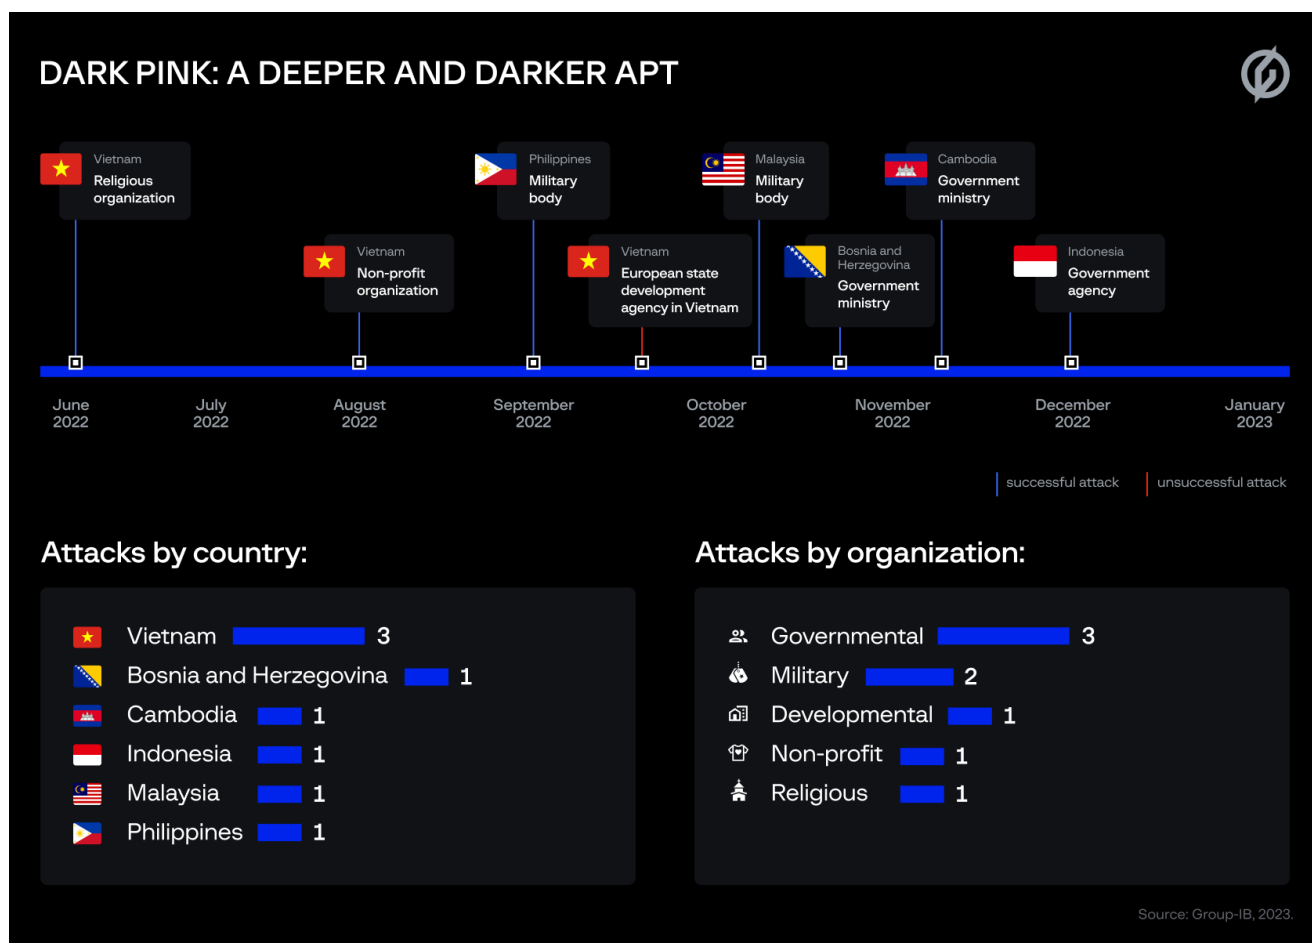 DARK PINK: A DEEPER AND DARKER APT
Vietnam
Religious
organization
Philippines
Military
body
Malaysia
Military
body
Cambodia
Government
ministry
Vietnam
Non-profit
organization
Vietnam
European state
development
agency in Vietnam
Bosnia and
Herzegovina
Government
ministry
Indonesia
Government
agency
June
2022
July
2022
August
2022
September
2022
October
2022
November
2022
December
2022
January
2023
successful attack
unsuccessful attack
Attacks by country:
Vietnam 3
Bosnia and Herzegovina 1
Cambodia 1
Indonesia 1
Malaysia 1
Philippines 1
Attacks by organization:
Governmental 3
Military 2
Developmental 1
Non-profit 1
Religious 1
Source: Group-IB, 2023.